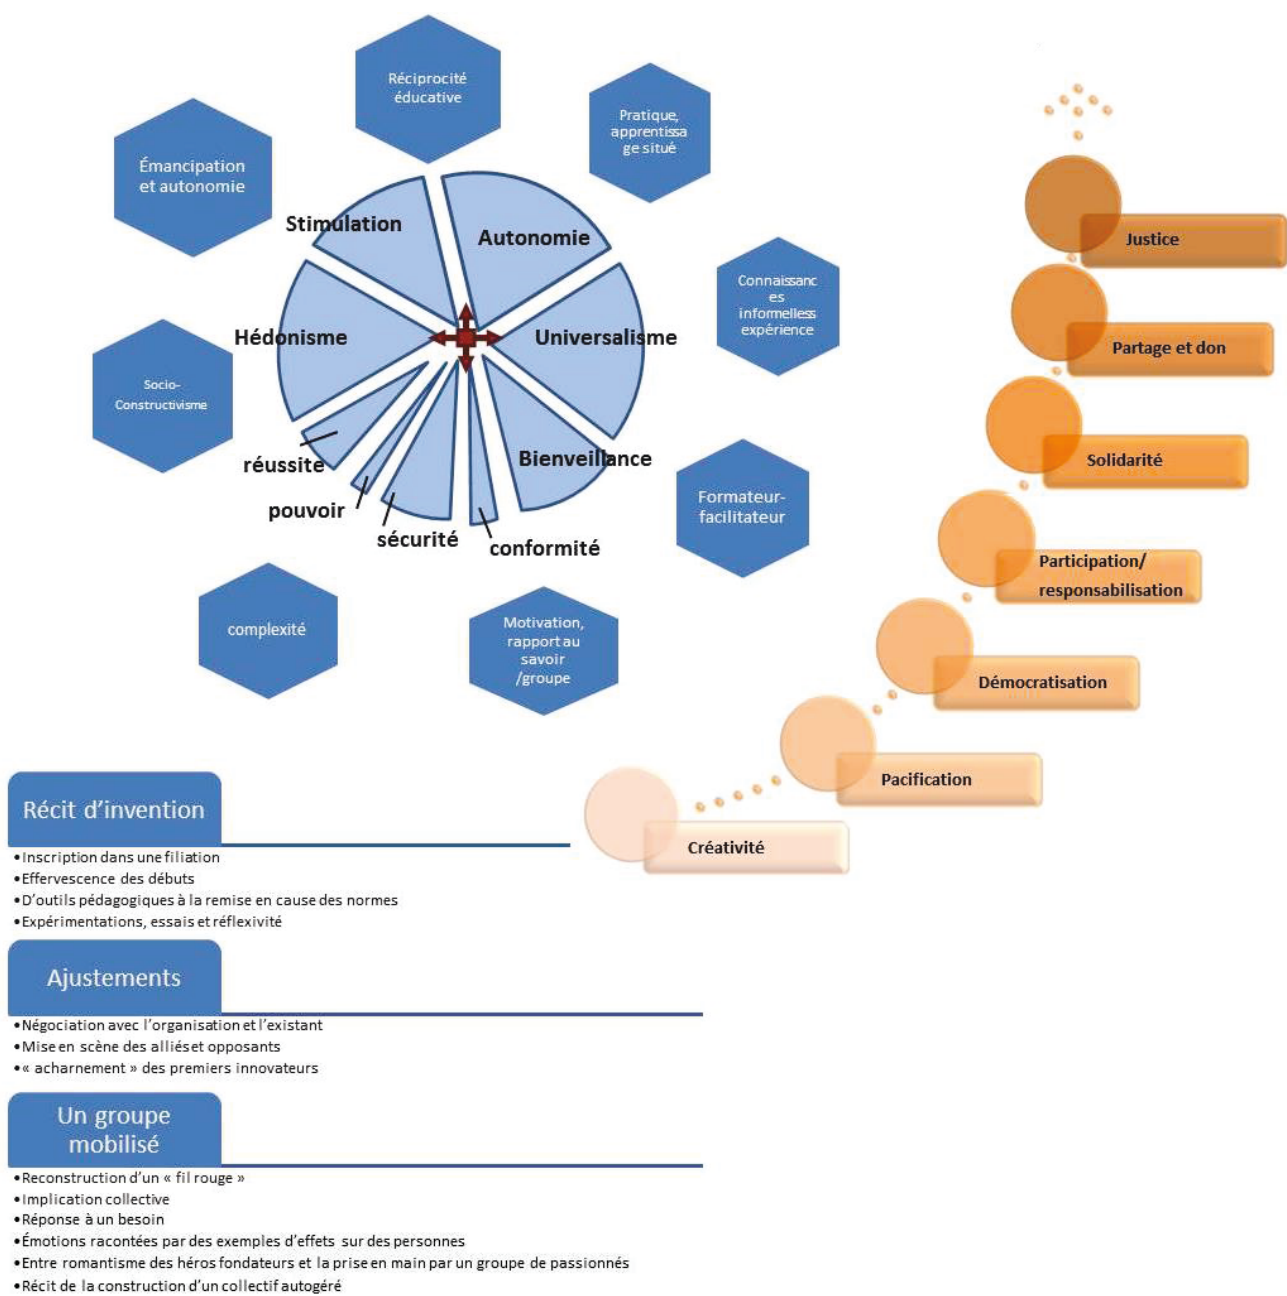 Réciprocité
éducative
Pratique,
apprentissa
ge situé
Émancipation
et autonomie
Stimulation
Autonomie
Connaissanc
es
informelless
expérience
Hédonisme
Universalisme
Socio-
Constructivisme
réussite
Bienveillance
pouvoir
sécurité
conformité
Formateur-
facilitateur
complexité
Motivation,
rapport au
savoir
/groupe
Justice
Partage et don
Solidarité
Participation/
responsabilisation
Démocratisation
Pacification
Créativité
Récit d’invention
•Inscription dans une filiation
•Effervescence des débuts
•D’outils pédagogiques à la remise en cause des normes
•Expérimentations, essais et réflexivité
Ajustements
•Négociation avec l’organisation et l’existant
•Mise en scène des alliés et opposants
•« acharnement » des premiers innovateurs
Un groupe
mobilisé
•Reconstruction d’un « fil rouge »
•Implication collective
•Réponse à un besoin
•Émotions racontées par des exemples d’effets sur des personnes
•Entre romantisme des héros fondateurs et la prise en main par un groupe de passionnés
•Récit de la construction d’un collectif autogéré